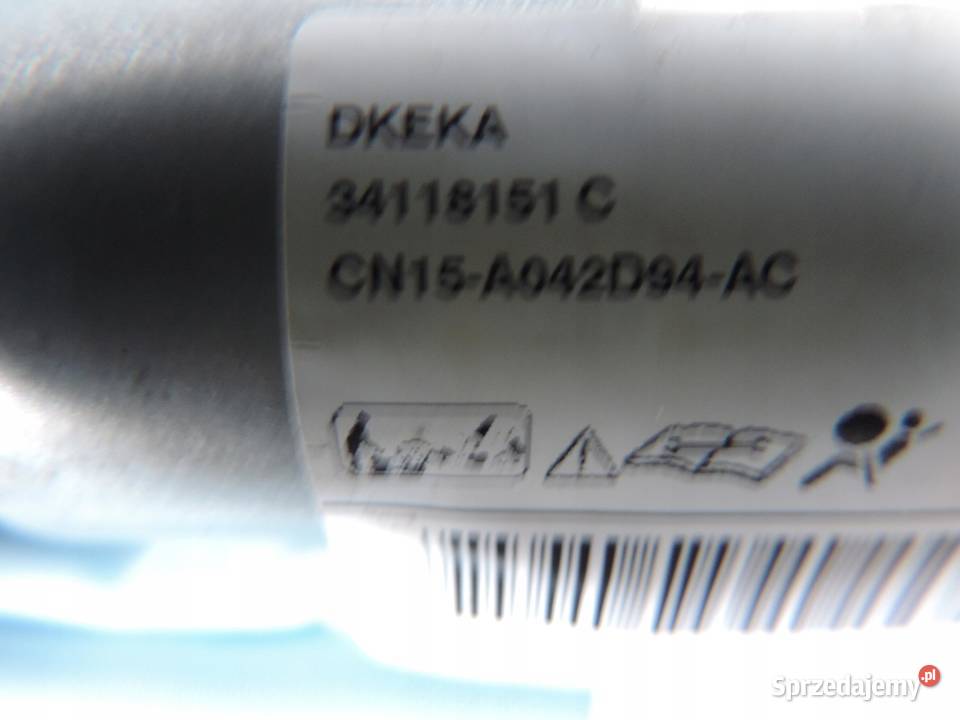 DKEKA
34118151 C
CN15-A042D94-AC
Sprzedajemy.pl